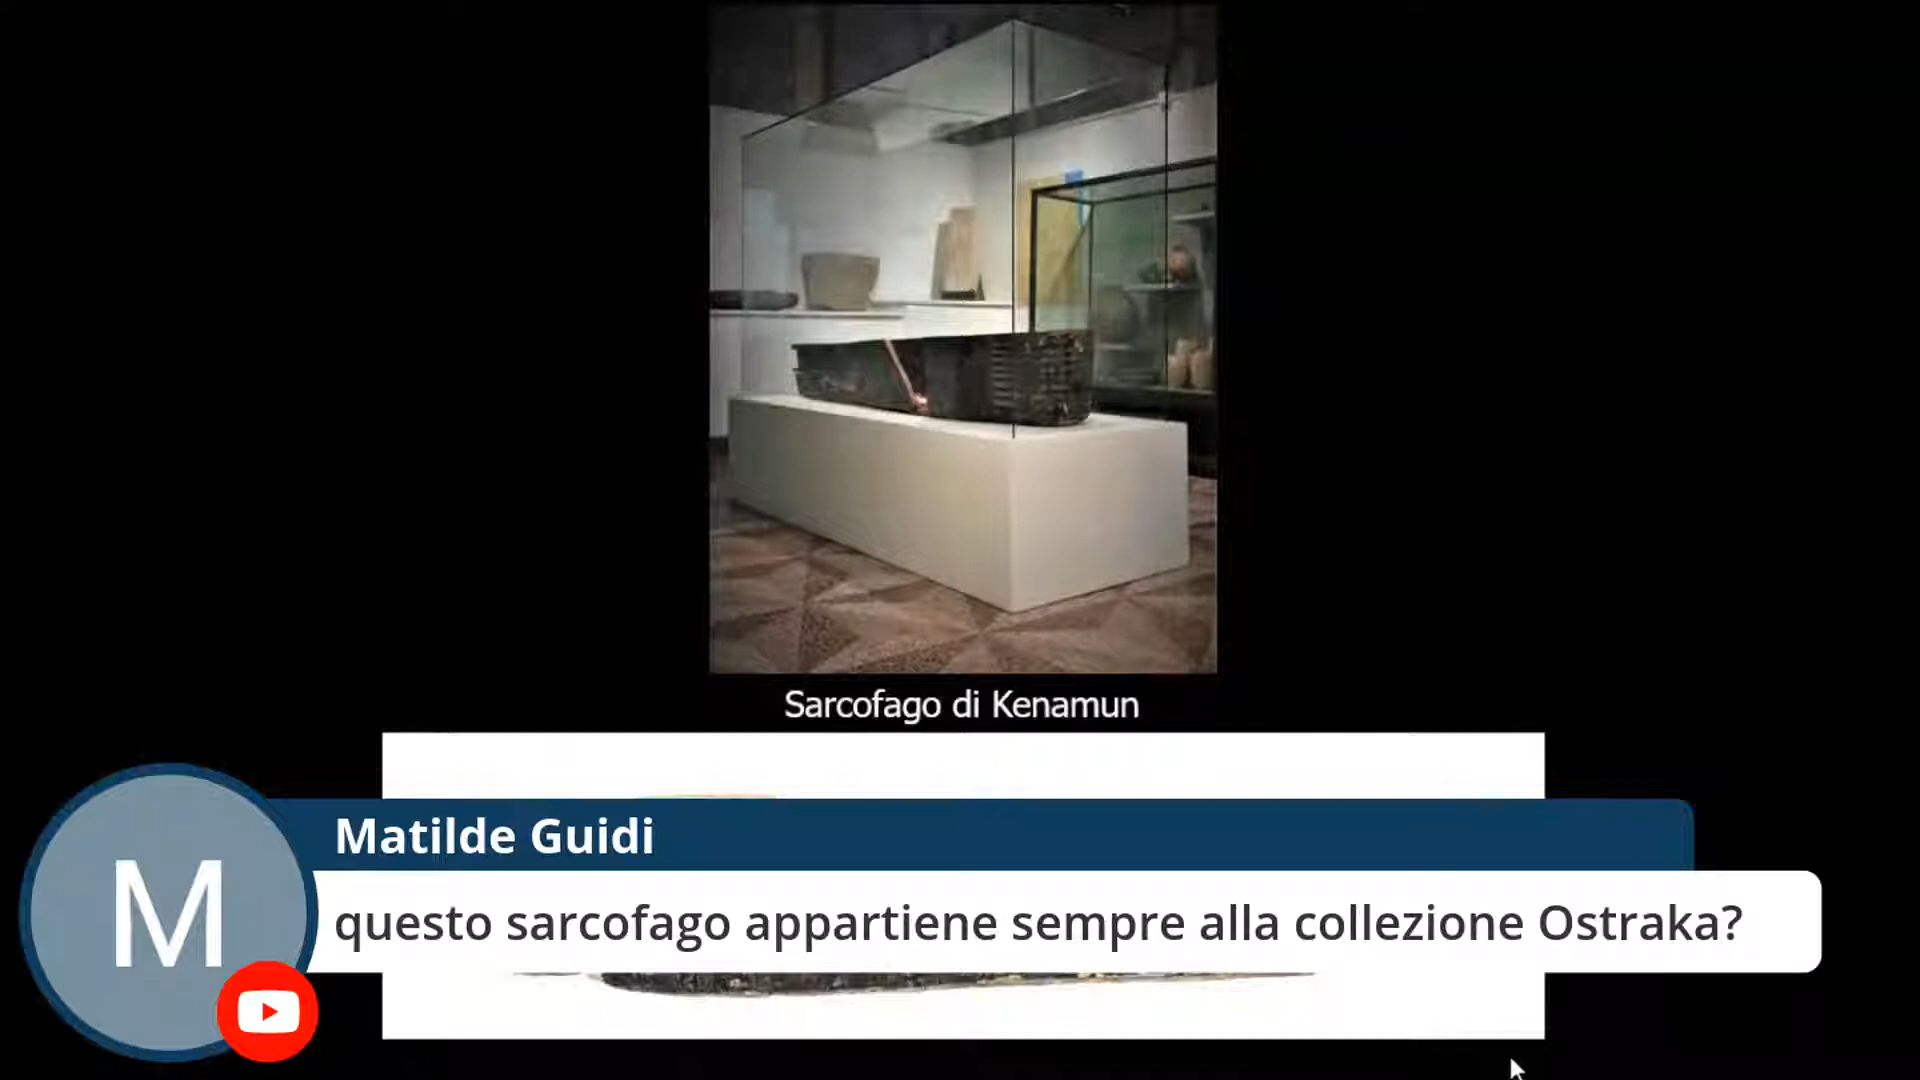 Sarcofago di Kenamun
Matilde Guidi
M
questo sarcofago appartiene sempre alla collezione Ostraka?